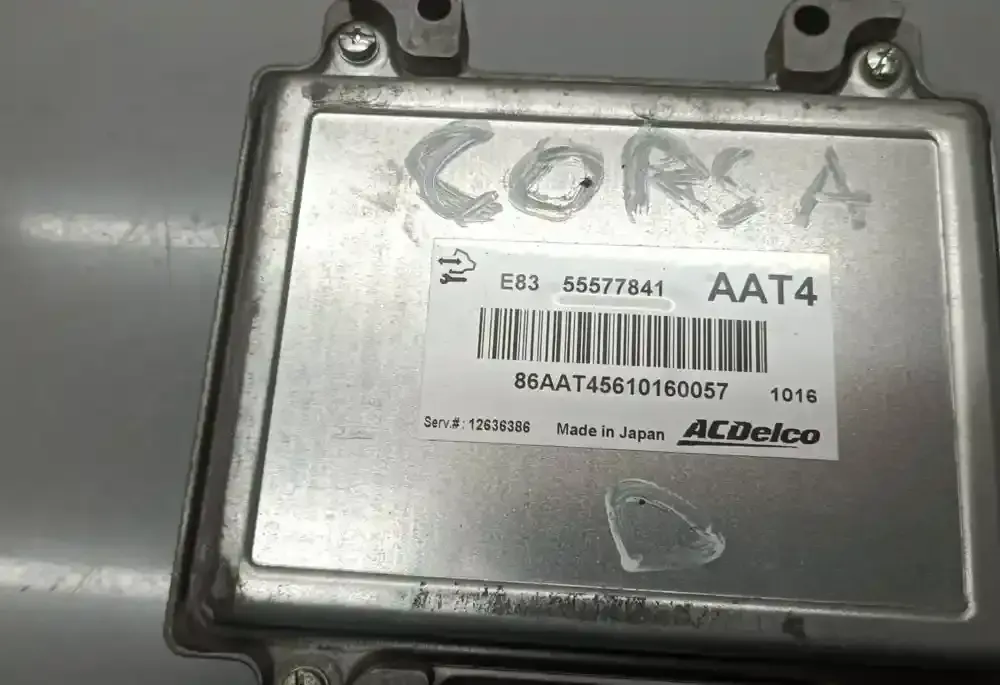 CORSA
E83 55577841 AAT4
86AAT45610160057 1016
Serv.#: 12636386 Made in Japan ACDelco
D